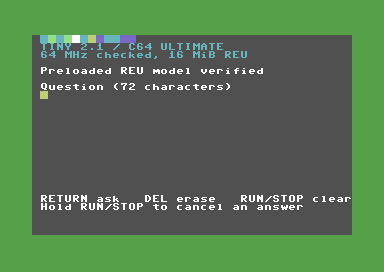 TINY 2.1 / C64 ULTIMATE
64 MHz checked, 16 MiB REU
Preloaded REU model verified
Question (72 characters)
RETURN ask   DEL erase   RUN/STOP clear
Hold RUN/STOP to cancel an answer